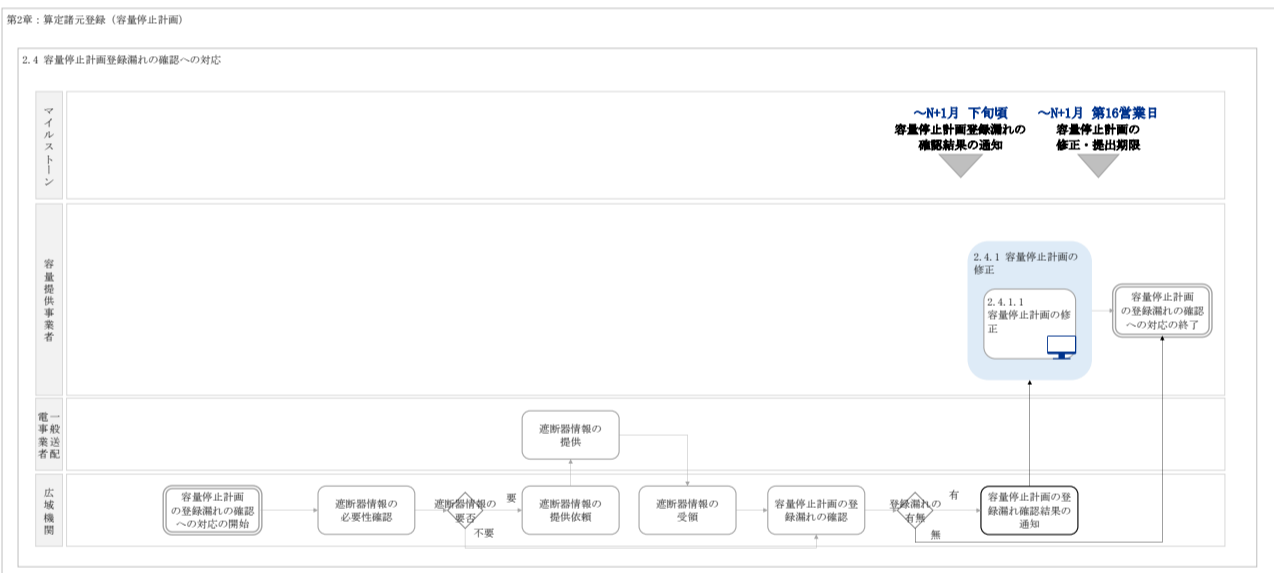 第2章：算定諸元登録（容量停止計画）
2.4 容量停止計画登録漏れの確認への対応
マイルストーン
～N+1月 下旬頃
容量停止計画登録漏れの
確認結果の通知
～N+1月 第16営業日
容量停止計画の
修正・提出期限
容量提供事業者
2.4.1 容量停止計画の
修正
2.4.1.1
容量停止計画の修
正
容量停止計画
の登録漏れの確認
への対応の終了
一般送配
電事業者
遮断器情報の
提供
広域機関
容量停止計画
の登録漏れの確認
への対応の開始
遮断器情報の
必要性確認
遮断器情報の
要否
要
不要
遮断器情報の
提供依頼
遮断器情報の
受領
容量停止計画の登
録漏れの確認
登録漏れの
有無
有
無
容量停止計画の登
録漏れ確認結果の
通知